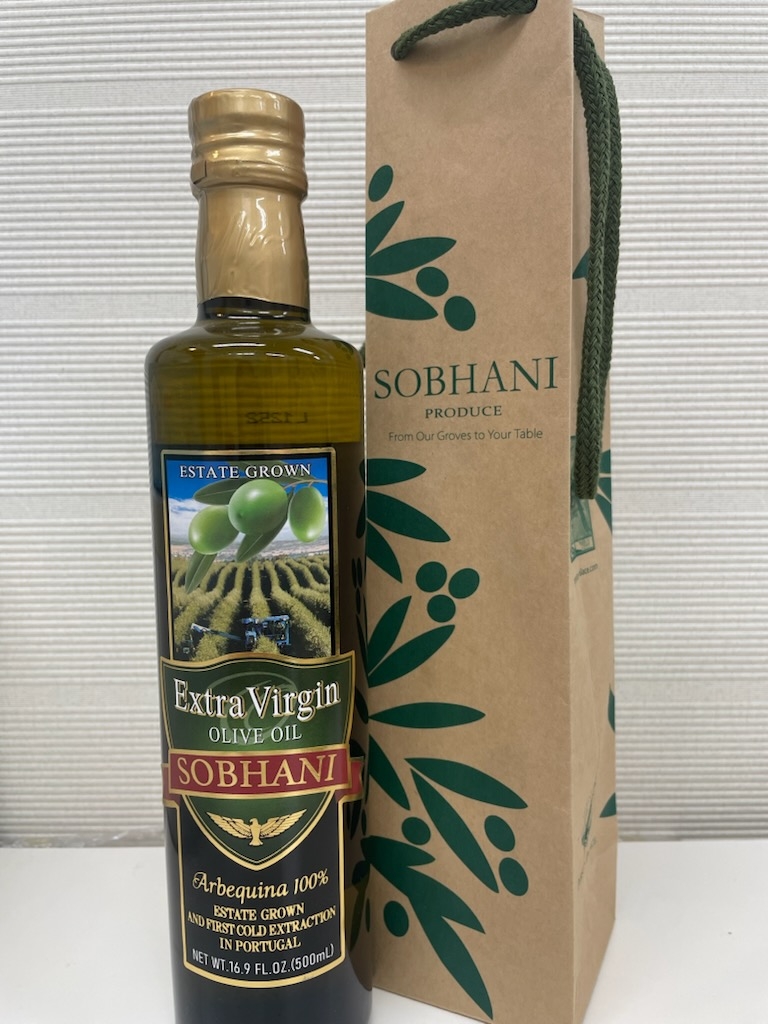 L1252
ESTATE GROWN
Extra Virgin
OLIVE OIL
SOBHANI
Arbequina 100%
ESTATE GROWN
AND FIRST COLD EXTRACTION
IN PORTUGAL
NET WT.16.9 FL.OZ.(500mL)
SOBHANI
PRODUCE
From Our Groves to Your Table